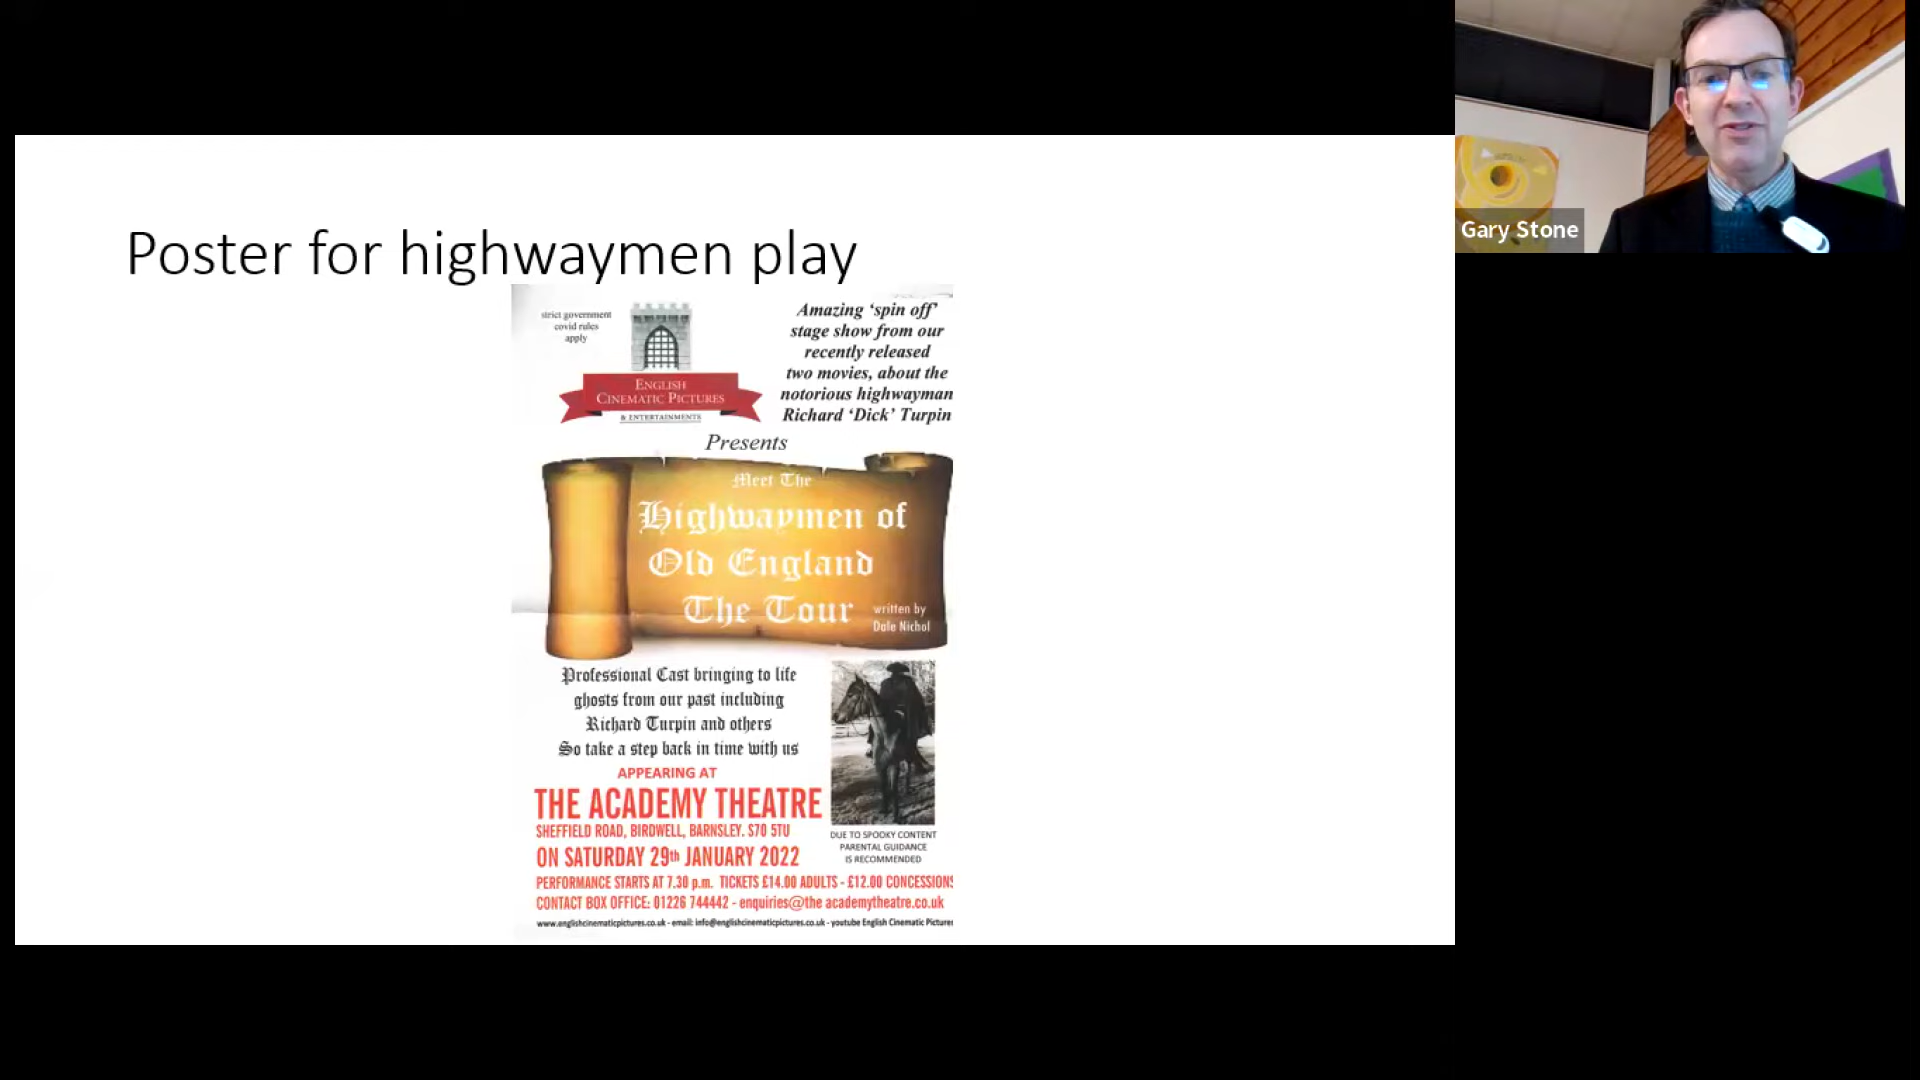 Gary Stone
Poster for highwaymen play
strict government
covid rules
apply
ENGLISH
CINEMATIC PICTURES
& ENTERTAINMENTS
Amazing ‘spin off’
stage show from our
recently released
two movies, about the
notorious highwayman
Richard ‘Dick’ Turpin
Presents
Meet The
Highwaymen of
Old England
The Tour
written by
Dale Nichol
Professional Cast bringing to life
ghosts from our past including
Richard Turpin and others
So take a step back in time with us
APPEARING AT
THE ACADEMY THEATRE
SHEFFIELD ROAD, BIRDWELL, BARNSLEY. S70 5TU
ON SATURDAY 29th JANUARY 2022
DUE TO SPOOKY CONTENT
PARENTAL GUIDANCE
IS RECOMMENDED
PERFORMANCE STARTS AT 7.30 p.m. TICKETS £14.00 ADULTS - £12.00 CONCESSIONS
CONTACT BOX OFFICE: 01226 744442 - enquiries@the academytheatre.co.uk
www.englishcinematicpictures.co.uk - email: info@englishcinematicpictures.co.uk - youtube English Cinematic Pictures